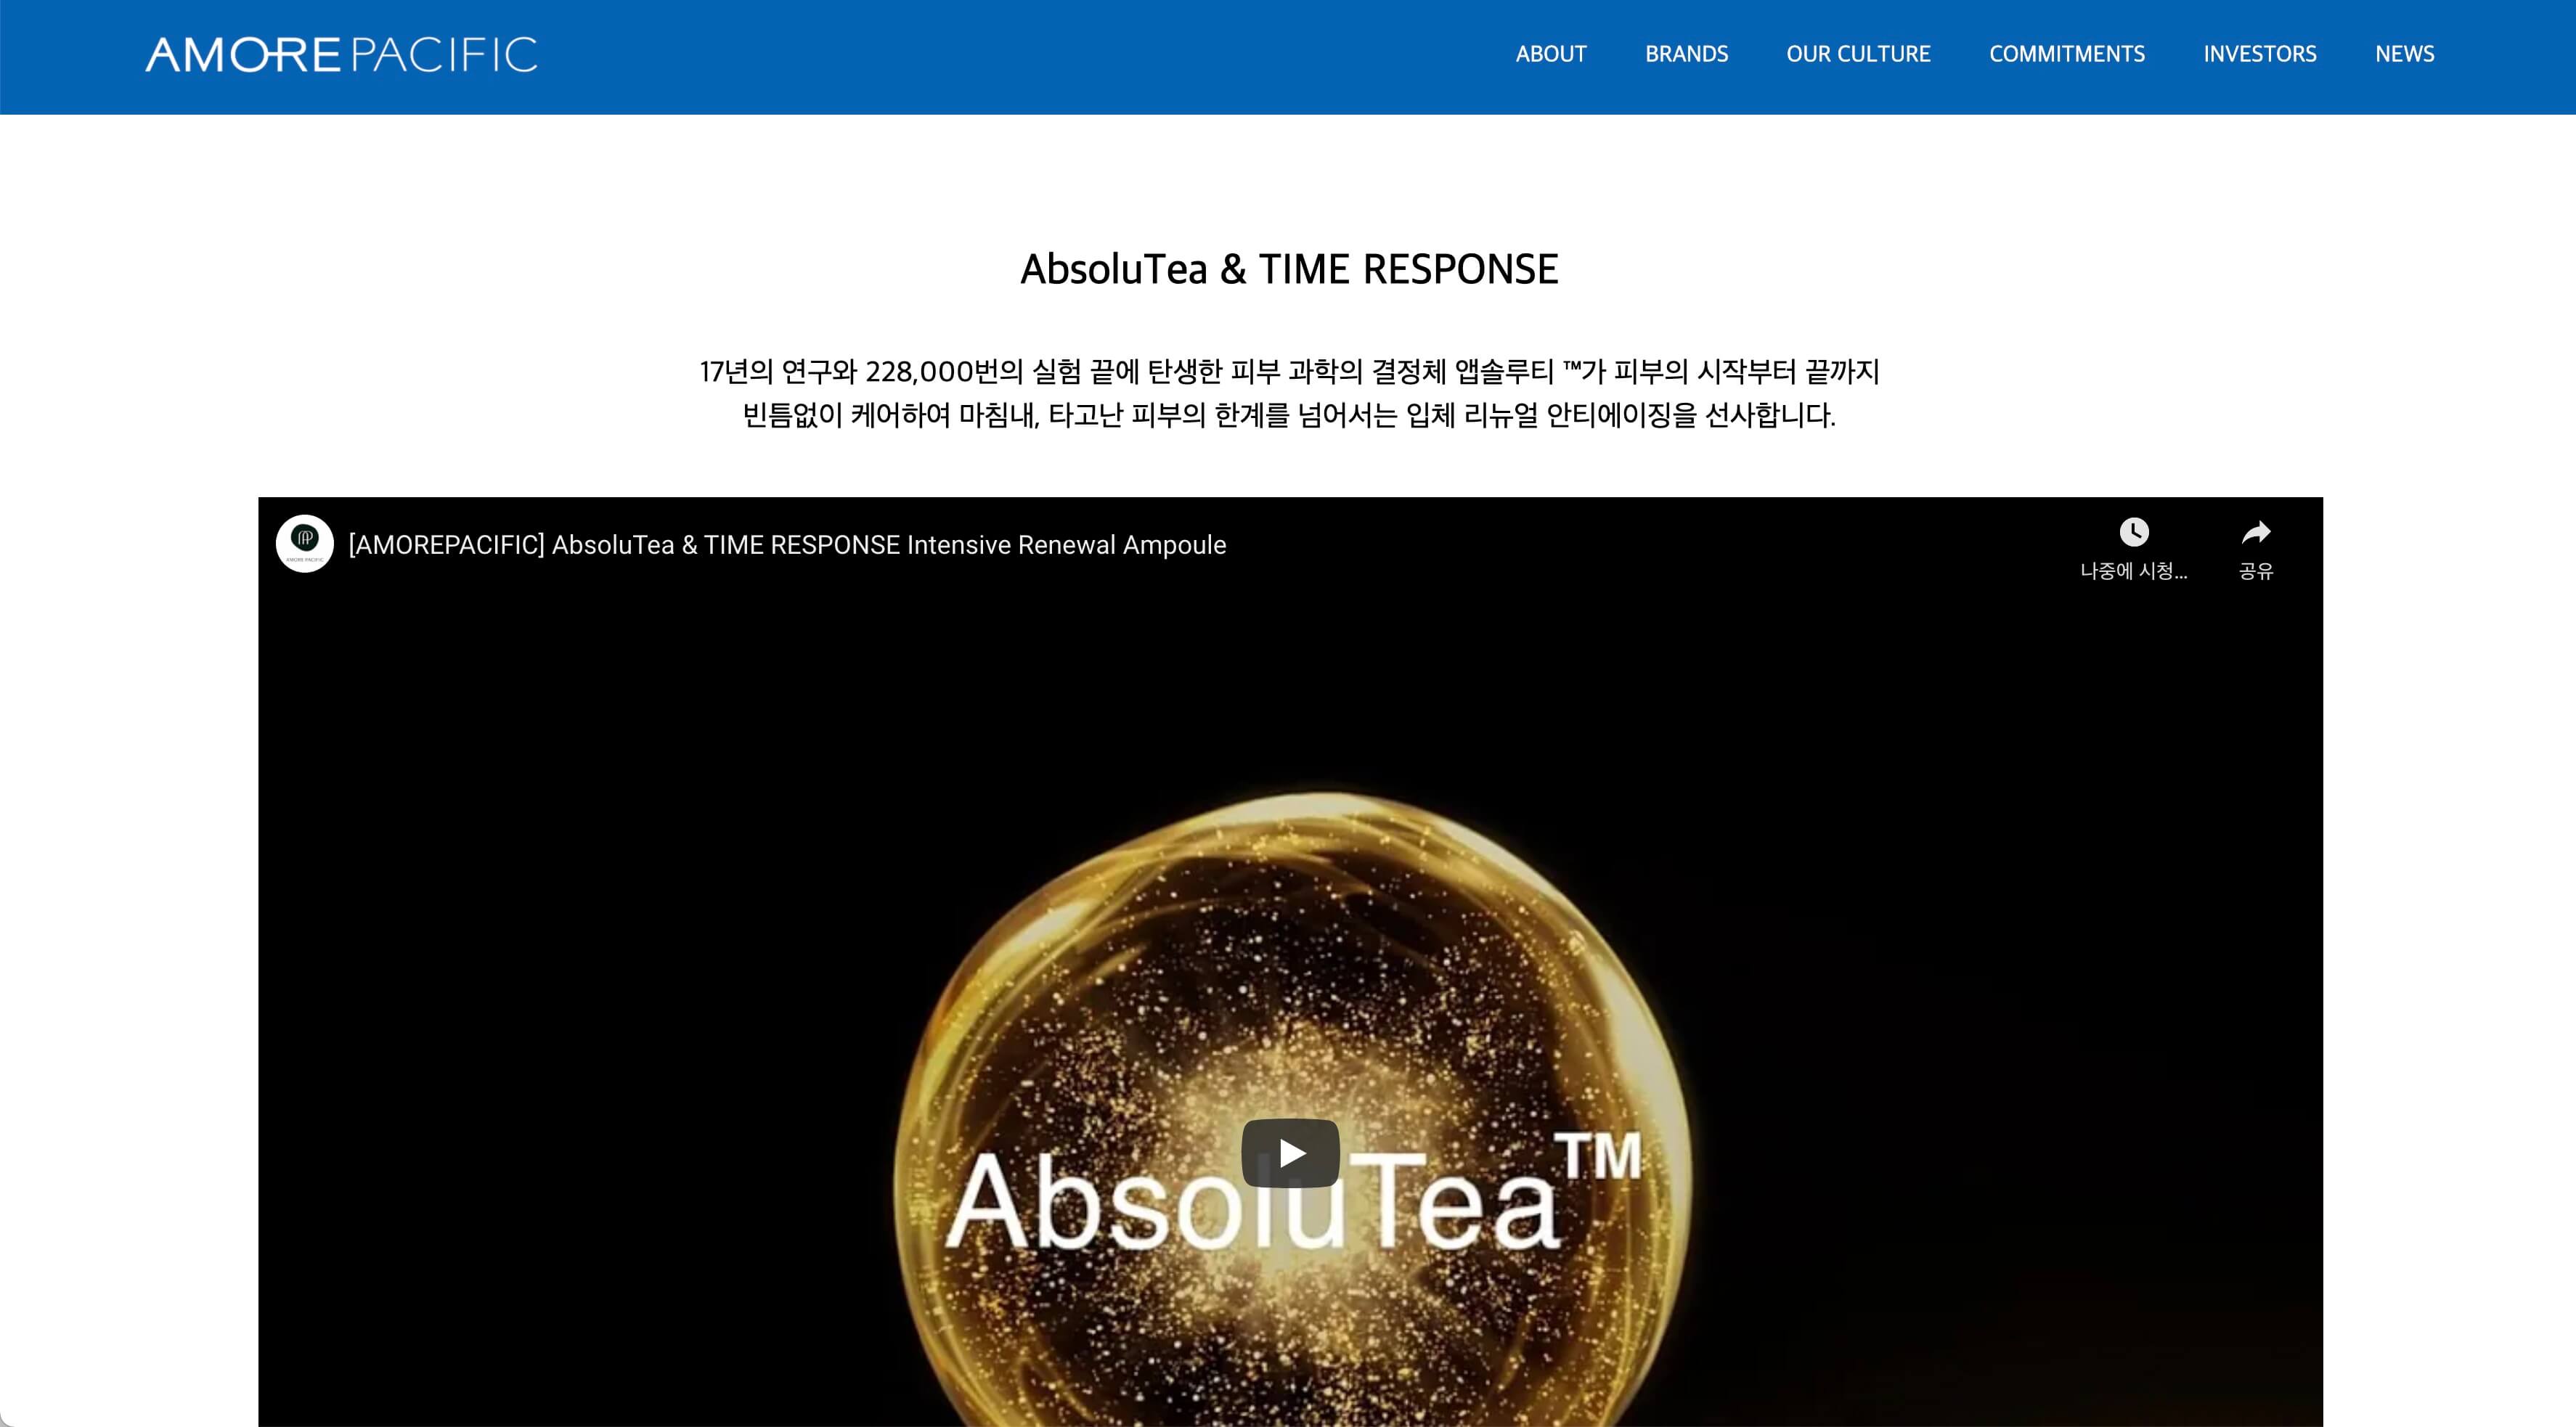 AMOREPACIFIC
ABOUT BRANDS OUR CULTURE COMMITMENTS INVESTORS NEWS
AbsoluTea & TIME RESPONSE
17년의 연구와 228,000번의 실험 끝에 탄생한 피부 과학의 결정체 앱솔루티 ™가 피부의 시작부터 끝까지
빈틈없이 케어하여 마침내, 타고난 피부의 한계를 넘어서는 입체 리뉴얼 안티에이징을 선사합니다.
AMORE PACIFIC
[AMOREPACIFIC] AbsoluTea & TIME RESPONSE Intensive Renewal Ampoule
나중에 시청...
공유
AbsoluTea™